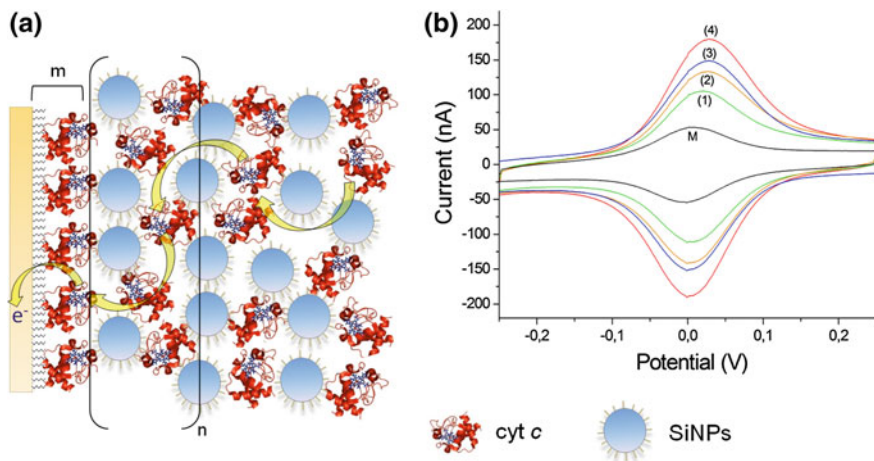 (a)
m
e-
n
(b)
200
150
100
50
0
-50
-100
-150
-200
Current (nA)
(4)
(3)
(2)
(1)
M
-0,2
-0,1
0,0
0,1
0,2
Potential (V)
cyt c
SiNPs